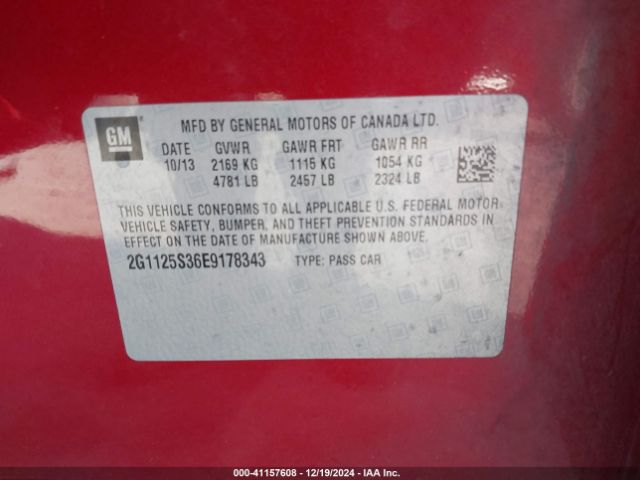 GM
MFD BY GENERAL MOTORS OF CANADA LTD.
DATE GVWR GAWR FRT GAWR RR
10/13 2169 KG 1115 KG 1054 KG
4781 LB 2457 LB 2324 LB
THIS VEHICLE CONFORMS TO ALL APPLICABLE U.S. FEDERAL MOTOR
VEHICLE SAFETY, BUMPER, AND THEFT PREVENTION STANDARDS IN
EFFECT ON THE DATE OF MANUFACTURE SHOWN ABOVE.
2G1125S36E9178343 TYPE: PASS CAR
000-41157608 - 12/19/2024 - IAA Inc.